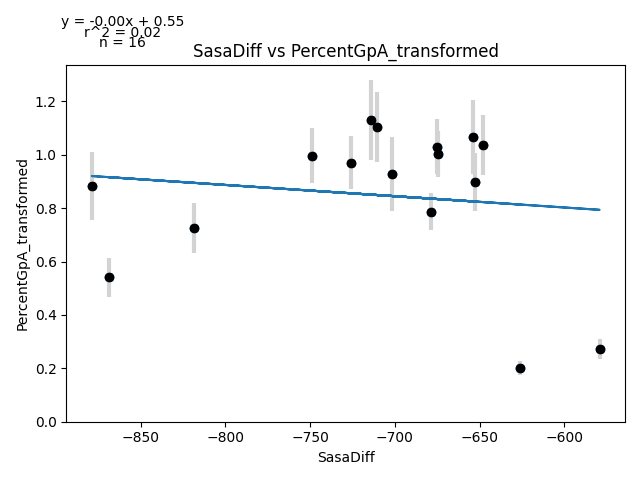 y = -0.00x + 0.55
r^2 = 0.02
n = 16
SasaDiff vs PercentGpA_transformed
PercentGpA_transformed
1.2
1.0
0.8
0.6
0.4
0.2
0.0
−850
−800
−750
−700
−650
−600
SasaDiff